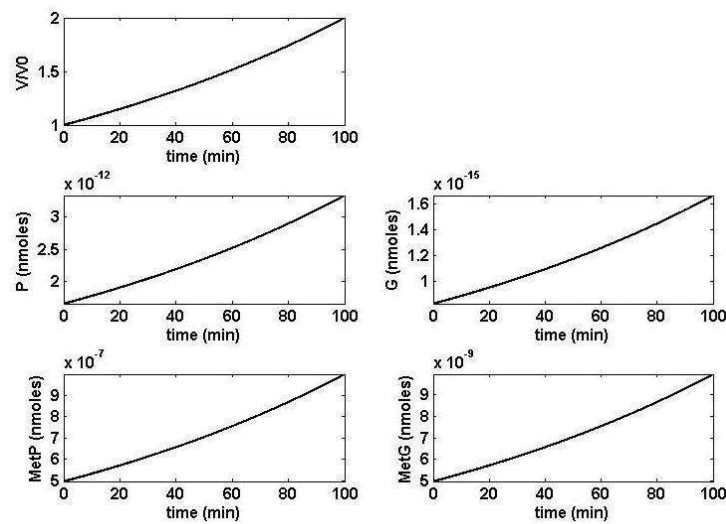 2
1.5
1
V/V0
0 20 40 60 80 100
time (min)
x 10-12
3
2.5
2
P (nmoles)
0 20 40 60 80 100
time (min)
x 10-15
1.6
1.4
1.2
1
G (nmoles)
0 20 40 60 80 100
time (min)
x 10-7
9
8
7
6
5
MetP (nmoles)
0 20 40 60 80 100
time (min)
x 10-9
9
8
7
6
5
MetG (nmoles)
0 20 40 60 80 100
time (min)